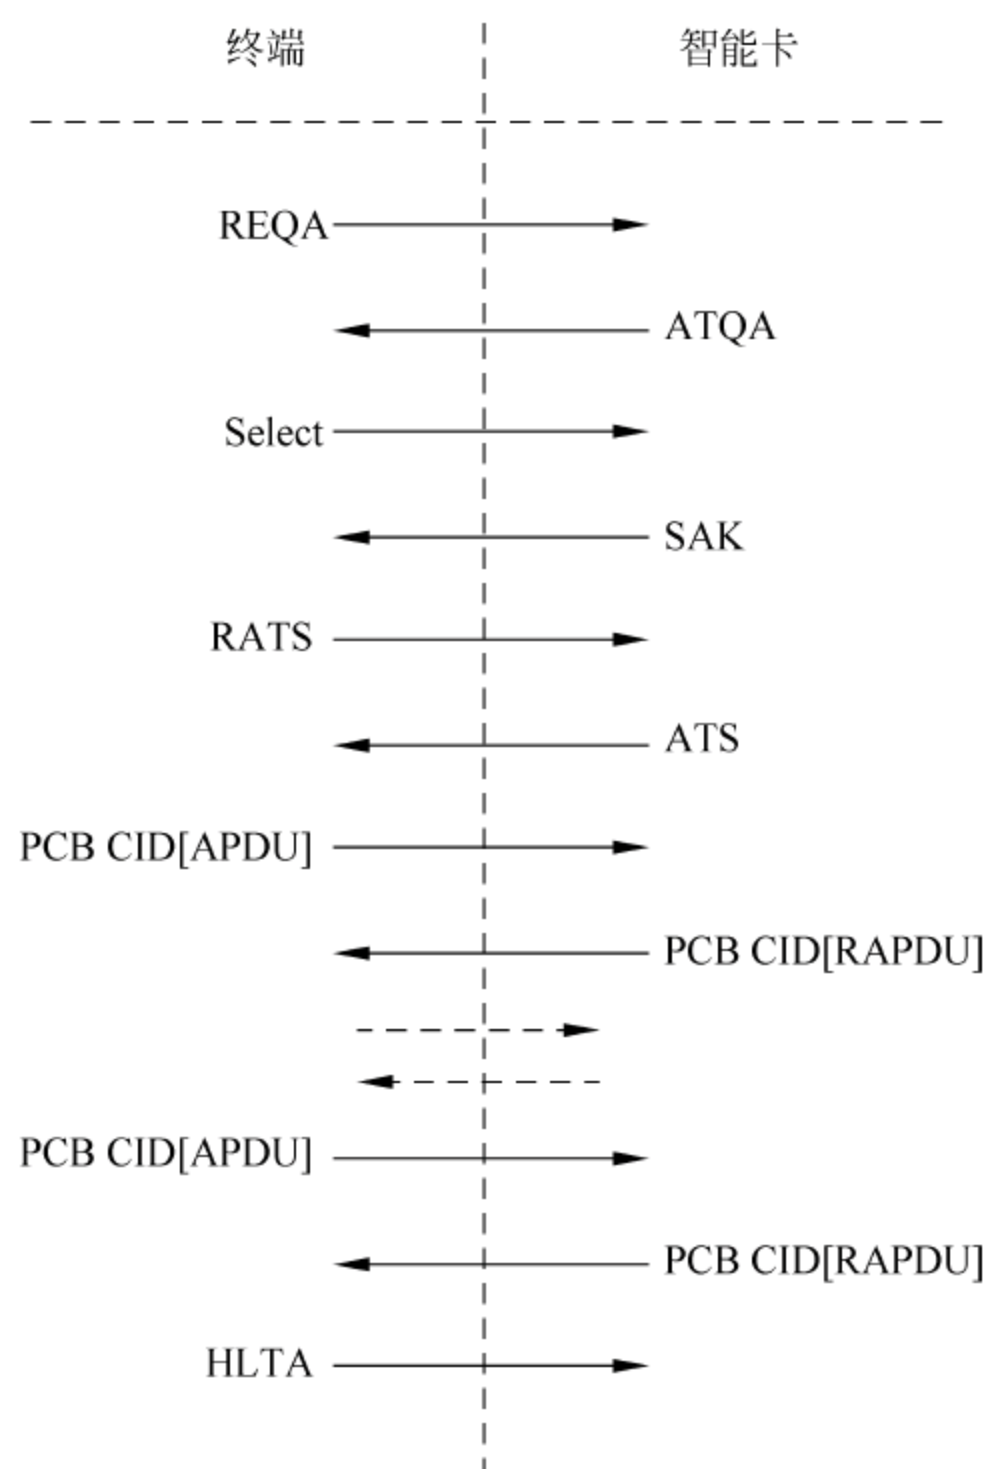 终端
智能卡
REQA
ATQA
Select
SAK
RATS
ATS
PCB CID[APDU]
PCB CID[RAPDU]
PCB CID[APDU]
PCB CID[RAPDU]
HLTA